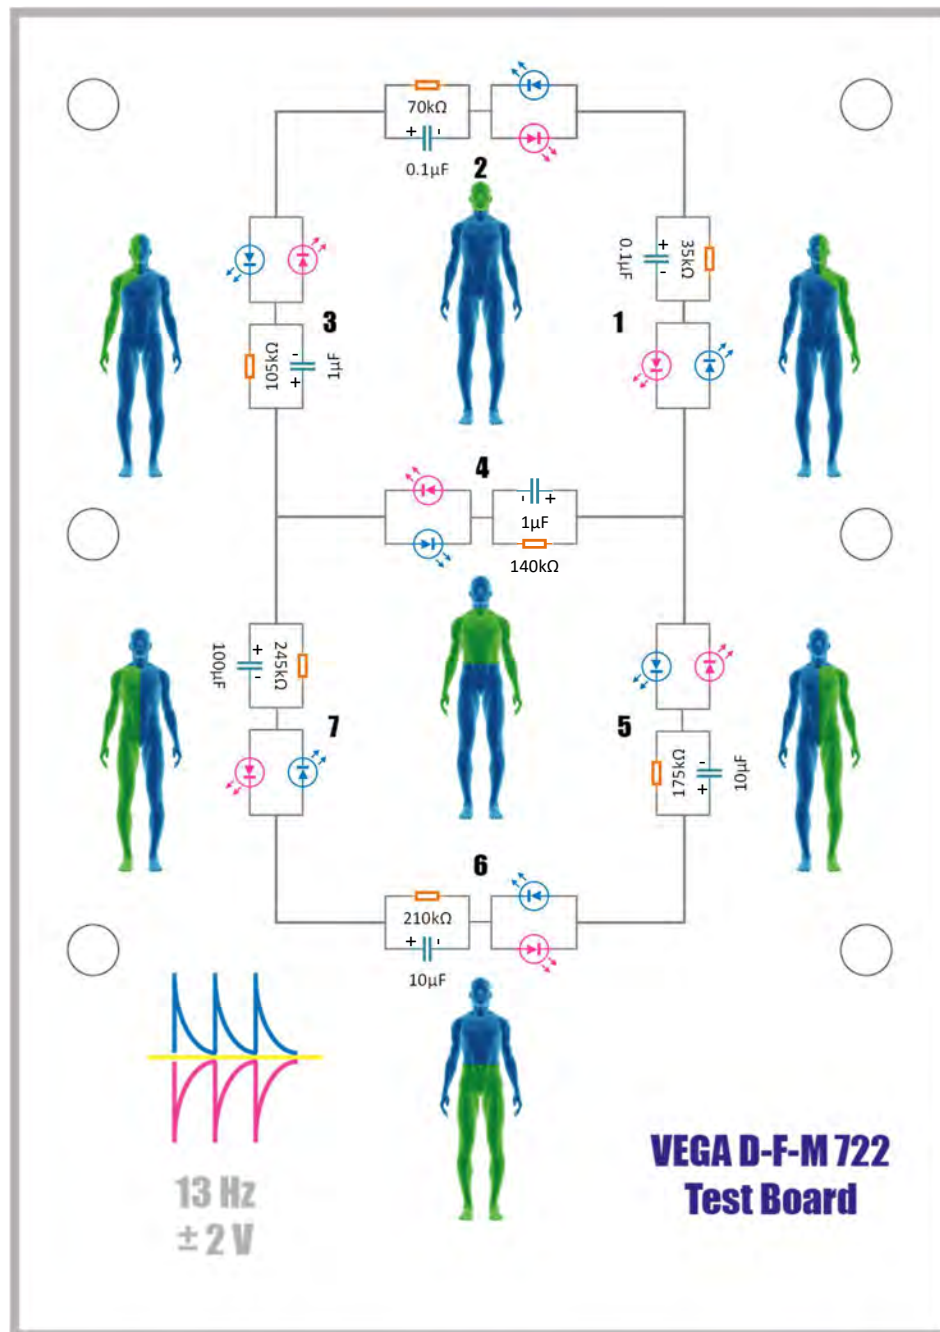 70kΩ
+ -
0.1µF
2
0.1µF
+
-
35kΩ
3
1
105kΩ
-
+
1µF
4
- +
1µF
140kΩ
100µF
+
-
245kΩ
7
5
175kΩ
-
+
10µF
6
210kΩ
+ -
10µF
13 Hz
± 2 V
VEGA D-F-M 722
Test Board